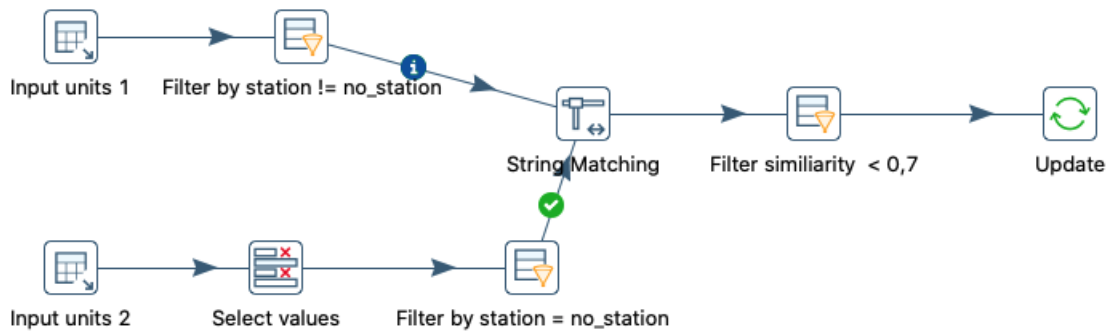 Input units 1
Filter by station != no_station
String Matching
Filter similiarity < 0,7
Update
Input units 2
Select values
Filter by station = no_station